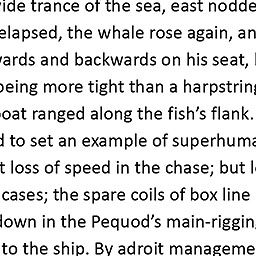 wide trance of the sea, east nodde
elapsed, the whale rose again, an
wards and backwards on his seat,
being more tight than a harpstring
boat ranged along the fish’s flank.
d to set an example of superhuma
t loss of speed in the chase; but l
cases; the spare coils of box line
down in the Pequod’s main-riggin
to the ship. By adroit manageme